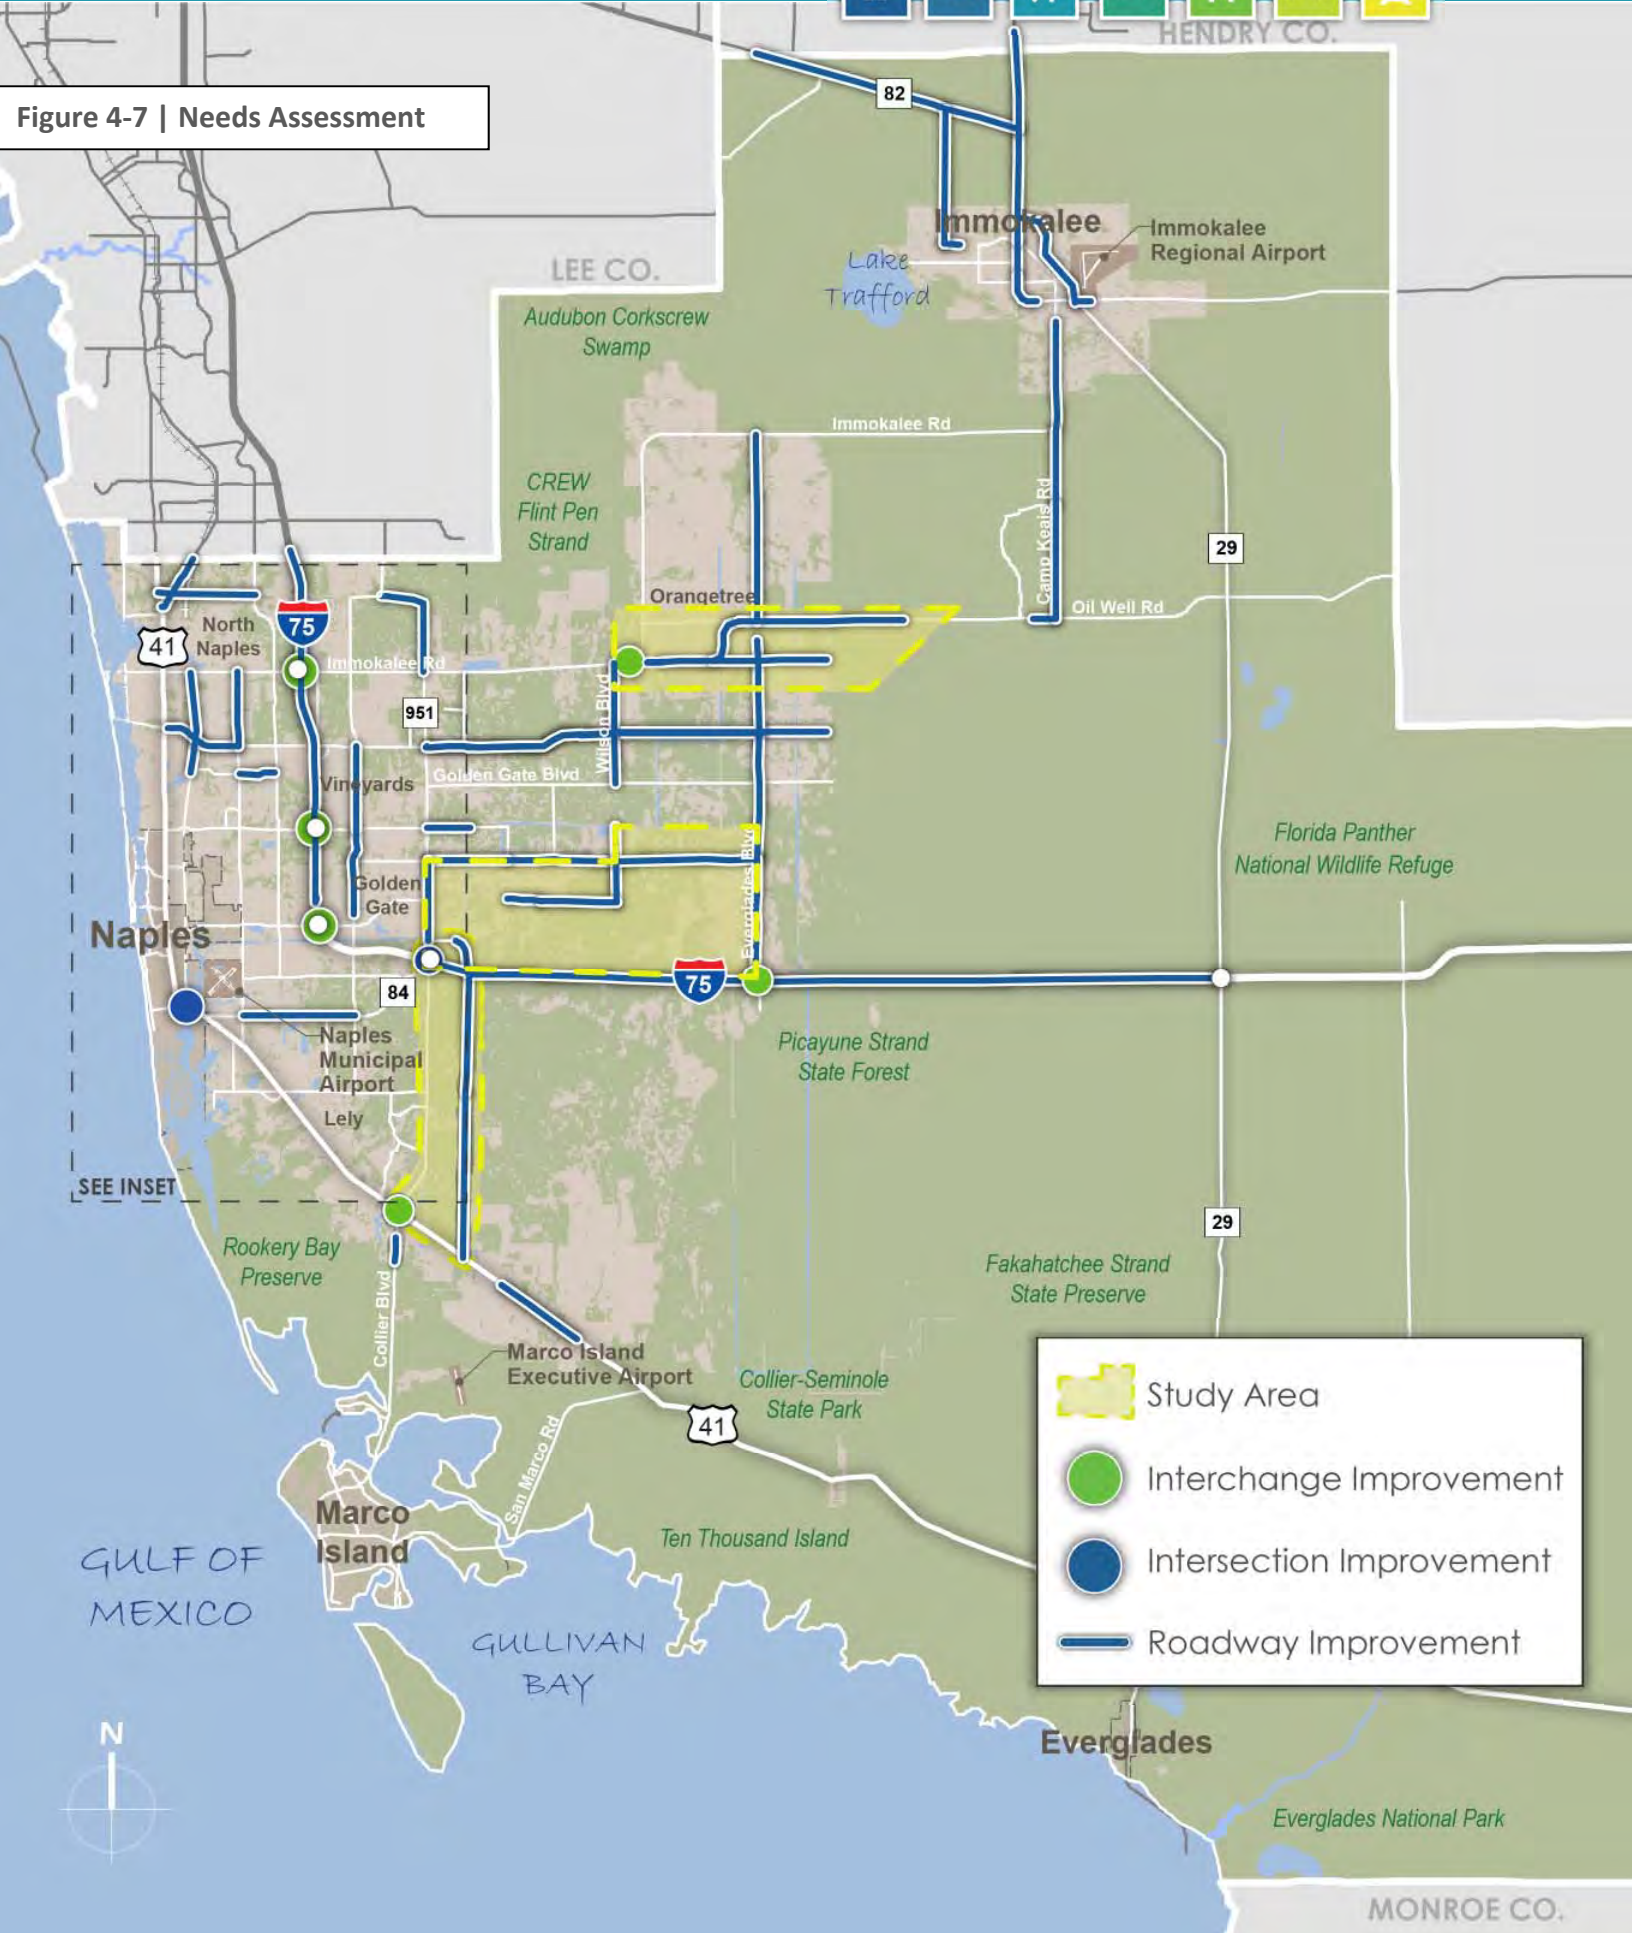 HENDRY CO.
82
Figure 4-7 | Needs Assessment
Immokalee
Immokalee
Regional Airport
LEE CO.
Lake
Trafford
Audubon Corkscrew
Swamp
Immokalee Rd
CREW
Flint Pen
Strand
Camp Keais Rd
29
Orangetree
Oil Well Rd
North
Naples
75
41
Immokalee Rd
951
Wilson Blvd
Golden Gate Blvd
Vineyards
Florida Panther
National Wildlife Refuge
Everglades Blvd
Golden
Gate
Naples
75
84
Naples
Municipal
Airport
Picayune Strand
State Forest
Lely
SEE INSET
29
Rookery Bay
Preserve
Fakahatchee Strand
State Preserve
Collier Blvd
Marco Island
Executive Airport
Collier-Seminole
State Park
41
San Marco Rd
Study Area
Interchange Improvement
Intersection Improvement
Roadway Improvement
Marco
Island
Ten Thousand Island
GULF OF
MEXICO
GULLIVAN
BAY
N
Everglades
Everglades National Park
MONROE CO.